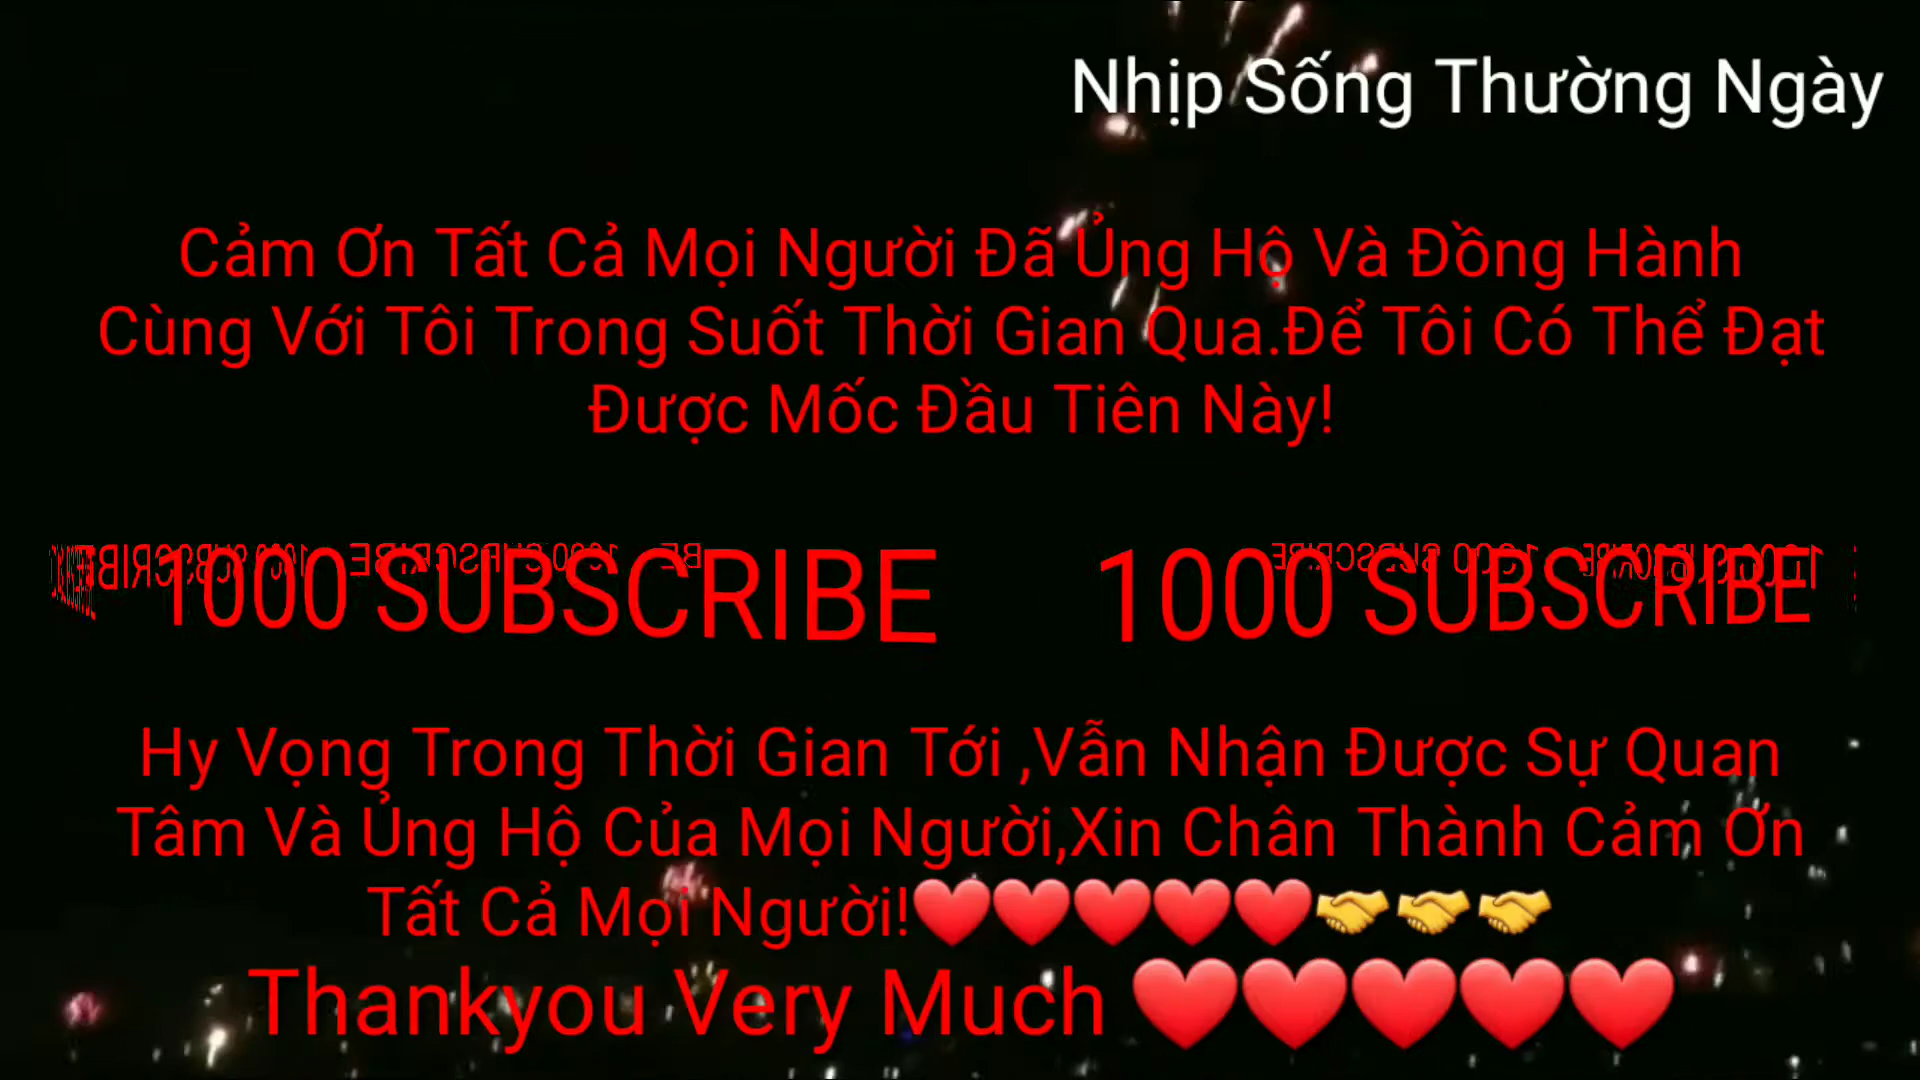 Nhịp Sống Thường Ngày
Cảm Ơn Tất Cả Mọi Người Đã Ủng Hộ Và Đồng Hành
Cùng Với Tôi Trong Suốt Thời Gian Qua.Để Tôi Có Thể Đạt
Được Mốc Đầu Tiên Này!
1000 SUBSCRIBE 1000 SUBSCRIBE
Hy Vọng Trong Thời Gian Tới ,Vẫn Nhận Được Sự Quan
Tâm Và Ủng Hộ Của Mọi Người,Xin Chân Thành Cảm Ơn
Tất Cả Mọi Người!❤️❤️❤️❤️❤️🤝🤝🤝
Thankyou Very Much ❤️❤️❤️❤️❤️